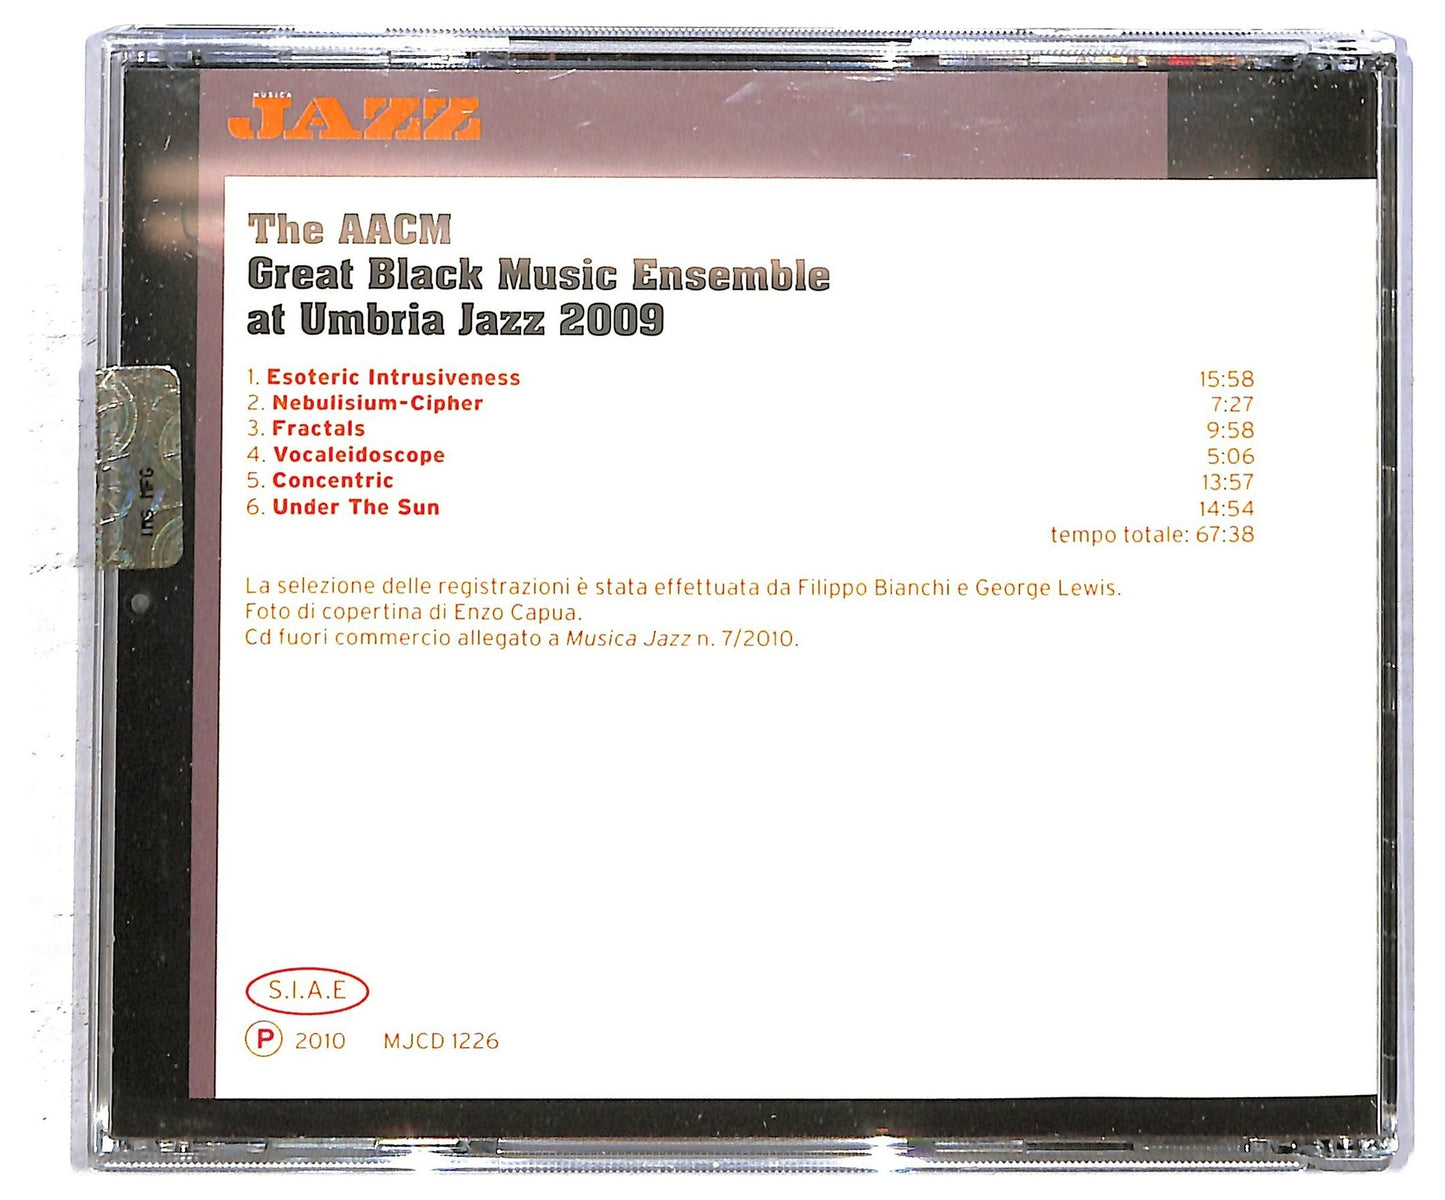 MUSICA
JAZZ
The AACM
Great Black Music Ensemble
at Umbria Jazz 2009
1. Esoteric Intrusiveness 15:58
2. Nebulisium-Cipher 7:27
3. Fractals 9:58
4. Vocaleidoscope 5:06
5. Concentric 13:57
6. Under The Sun 14:54
tempo totale: 67:38
La selezione delle registrazioni è stata effettuata da Filippo Bianchi e George Lewis.
Foto di copertina di Enzo Capua.
Cd fuori commercio allegato a Musica Jazz n. 7/2010.
S.I.A.E
℗ 2010 MJCD 1226